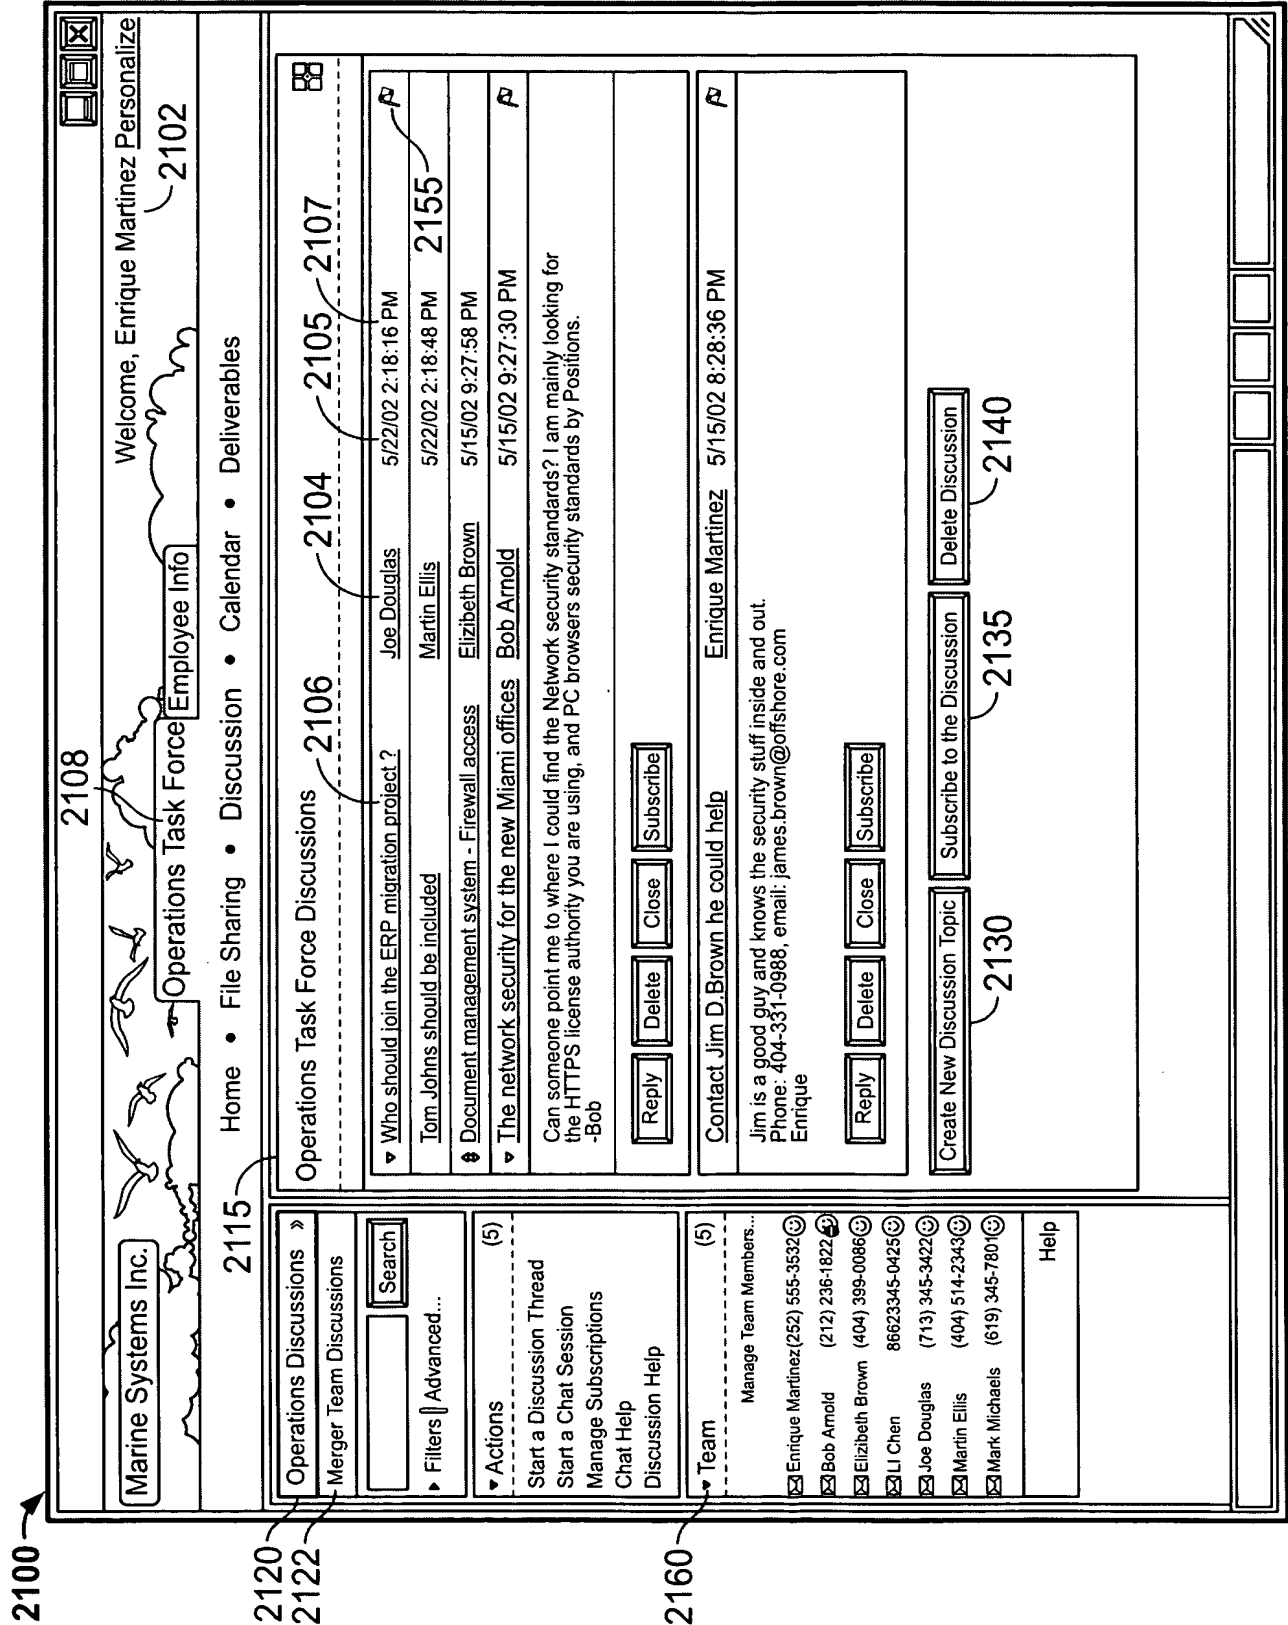 2100
Welcome, Enrique Martinez Personalize
2102
2108
Marine Systems Inc.
Operations Task Force
Employee Info
Home • File Sharing • Discussion • Calendar • Deliverables
2115
2120
2122
Operations Discussions »
Merger Team Discussions
Search
Filters Advanced...
Actions (5)
Start a Discussion Thread
Start a Chat Session
Manage Subscriptions
Chat Help
Discussion Help
2160
Team (5)
Manage Team Members...
Enrique Martinez (252) 555-3532
Bob Arnold (212) 236-1822
Elizibeth Brown (404) 399-0086
LI Chen 86623345-0425
Joe Douglas (713) 345-3422
Martin Ellis (404) 514-2343
Mark Michaels (619) 345-7801
Help
Operations Task Force Discussions
2106 2104 2105 2107
Who should join the ERP migration project ? Joe Douglas 5/22/02 2:18:16 PM
2155
Tom Johns should be included Martin Ellis 5/22/02 2:18:48 PM
Document management system - Firewall access Elizibeth Brown 5/15/02 9:27:58 PM
The network security for the new Miami offices Bob Arnold 5/15/02 9:27:30 PM
Can someone point me to where I could find the Network security standards? I am mainly looking for
the HTTPS license authority you are using, and PC browsers security standards by Positions.
-Bob
Reply Delete Close Subscribe
Contact Jim D.Brown he could help Enrique Martinez 5/15/02 8:28:36 PM
Jim is a good guy and knows the security stuff inside and out.
Phone: 404-331-0988, email: james.brown@offshore.com
Enrique
Reply Delete Close Subscribe
Create New Discussion Topic Subscribe to the Discussion Delete Discussion
2130 2135 2140